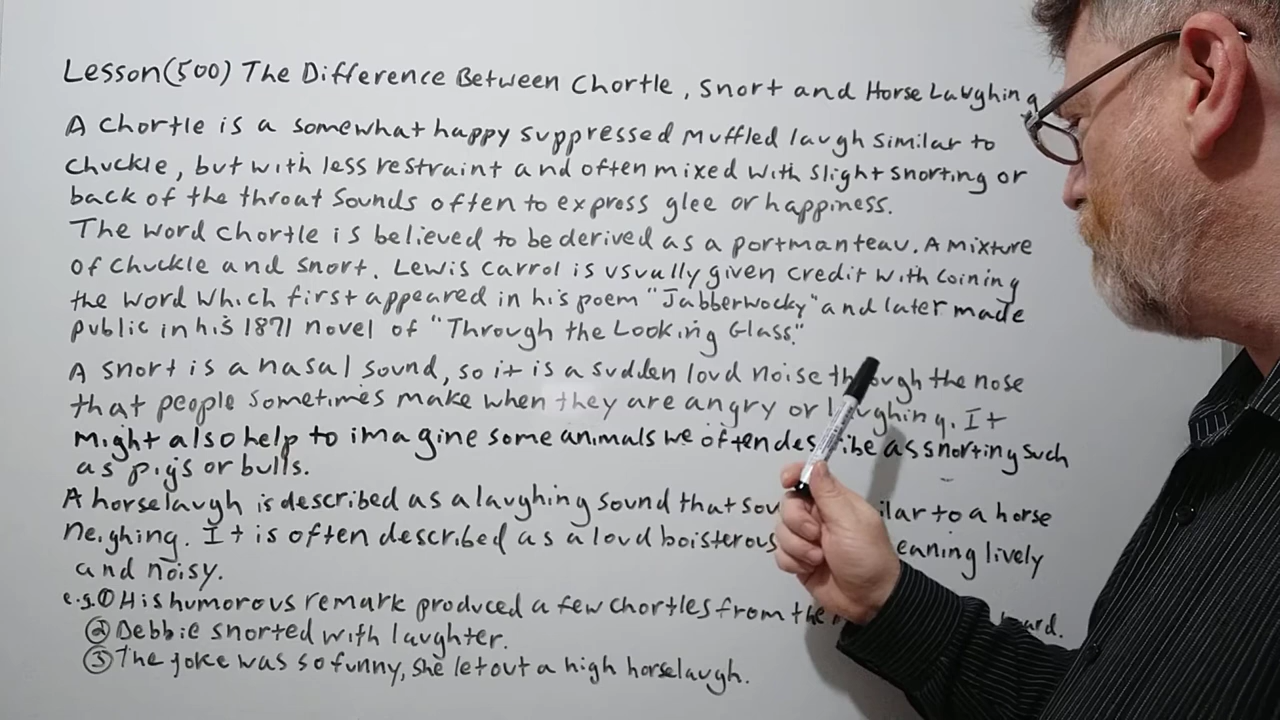 Lesson(500) The Difference Between Chortle, Snort and Horse Laughing
A Chortle is a somewhat happy suppressed muffled laugh similar to
chuckle, but with less restraint and often mixed with slight snorting or
back of the throat sounds often to express glee or happiness.
The word chortle is believed to be derived as a portmanteau. A mixture
of chuckle and snort. Lewis Carrol is usually given credit with coining
the word which first appeared in his poem "Jabberwocky" and later made
public in his 1871 novel of "Through the Looking Glass."
A snort is a nasal sound, so it is a sudden loud noise through the nose
that people sometimes make when they are angry or laughing. It
might also help to imagine some animals we often describe as snorting such
as pigs or bulls.
A horselaugh is described as a laughing sound that sou ilar to a horse
neighing. It is often described as a loud boisterous eaning lively
and noisy.
e.g. ① His humorous remark produced a few chortles from the
② Debbie snorted with laughter.
③ The joke was so funny, she let out a high horselaugh.